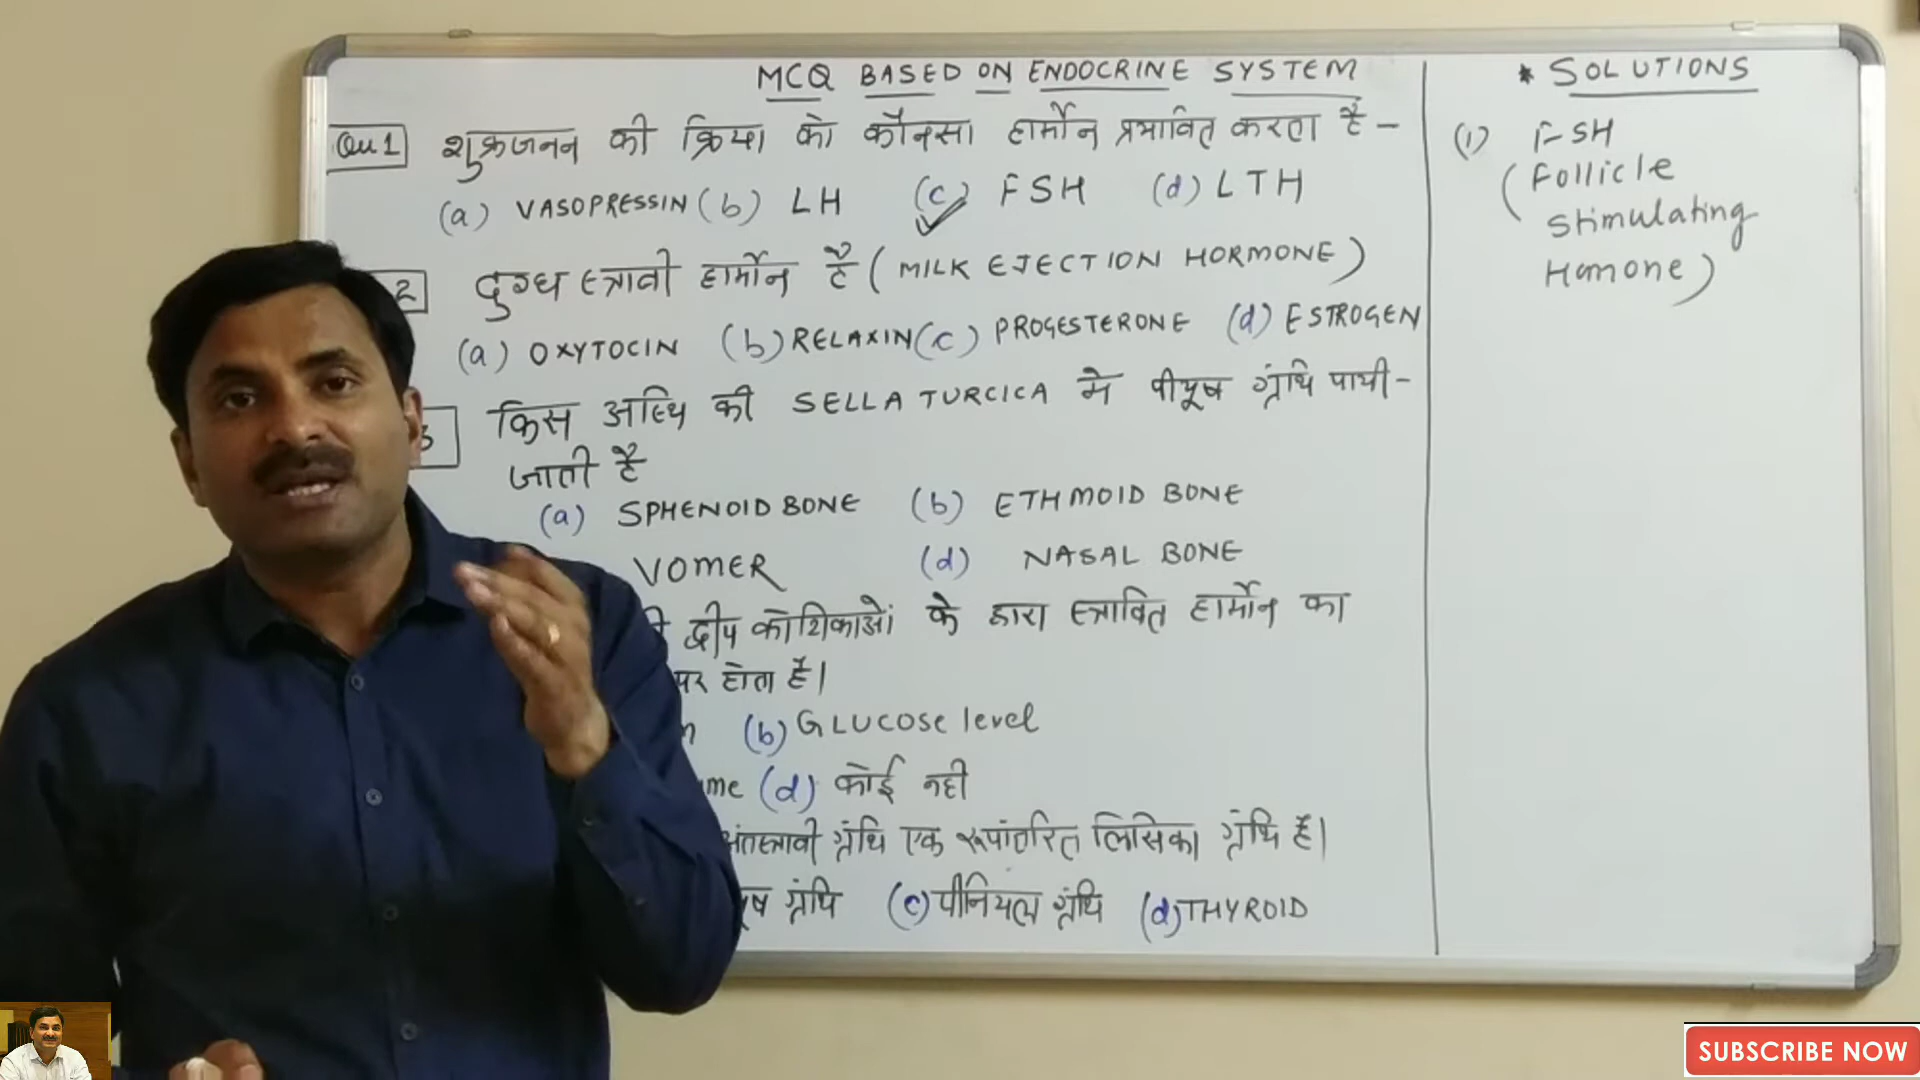 MCQ BASED ON ENDOCRINE SYSTEM
Qu 1 शुक्रजनन की क्रिया को कौनसा हार्मोन प्रभावित करता है -
(a) VASOPRESSIN (b) LH (c) FSH (d) LTH
2 दुग्ध स्त्रावी हार्मोन है ( MILK EJECTION HORMONE )
(a) OXYTOCIN (b) RELAXIN (c) PROGESTERONE (d) ESTROGEN
3 किस अस्थि की SELLA TURCICA मे पीयूष ग्रंथि पायी-
जाती है
(a) SPHENOID BONE (b) ETHMOID BONE
VOMER (d) NASAL BONE
द्वीप कोशिकाओं के द्वारा स्त्रावित हार्मोन का
पर होता है।
(b) GLUCOSE level
(d) कोई नही
ग्रंथि एक रूपांतरित लिसिका ग्रंथि है।
ग्रंथि (c) पीनियल ग्रंथि (d) THYROID
* SOLUTIONS
(1) FSH
(Follicle
Stimulating
Hormone)
SUBSCRIBE NOW